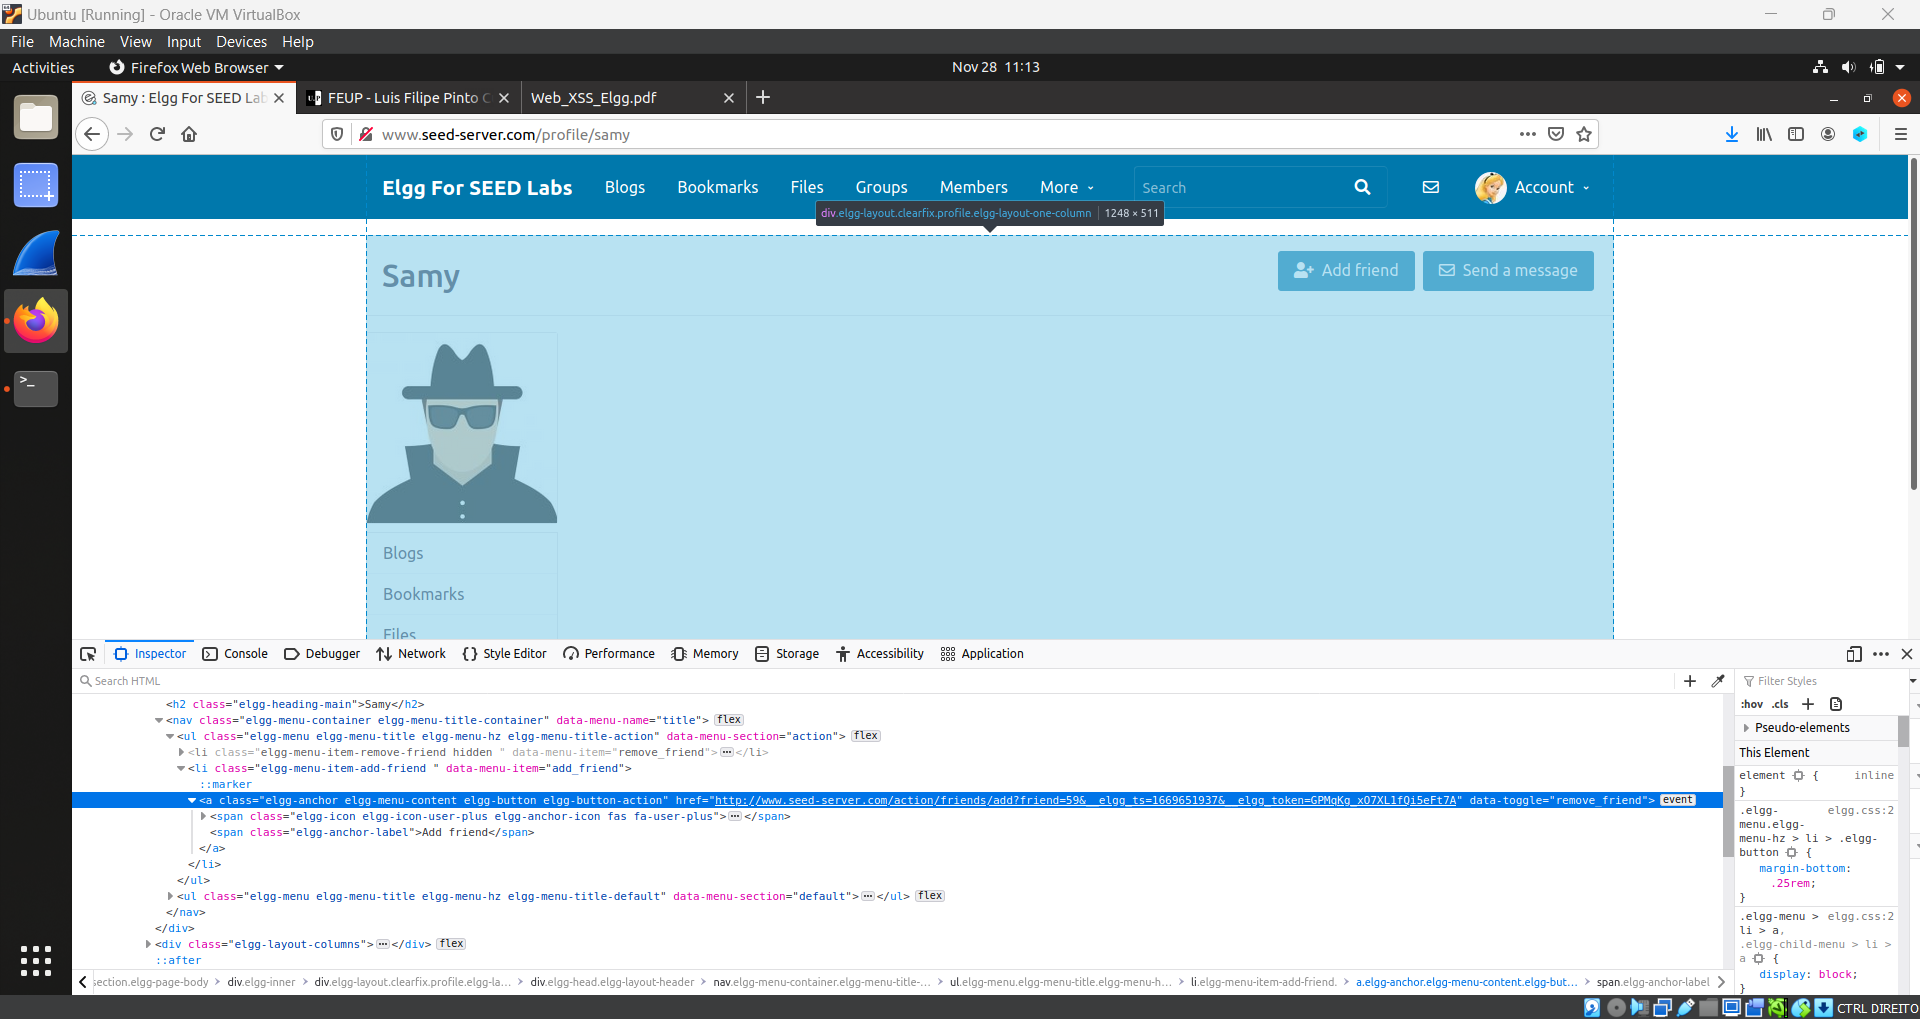 Ubuntu [Running] - Oracle VM VirtualBox
File Machine View Input Devices Help
Activities Firefox Web Browser Nov 28 11:13
Samy : Elgg For SEED Lab FEUP - Luis Filipe Pinto C Web_XSS_Elgg.pdf
www.seed-server.com/profile/samy
Elgg For SEED Labs Blogs Bookmarks Files Groups Members More Search Account
div.elgg-layout.clearfix.profile.elgg-layout-one-column 1248 × 511
Samy Add friend Send a message
Blogs
Bookmarks
Files
Inspector Console Debugger Network Style Editor Performance Memory Storage Accessibility Application
Search HTML Filter Styles
:hov .cls
<h2 class="elgg-heading-main">Samy</h2>
<nav class="elgg-menu-container elgg-menu-title-container" data-menu-name="title"> flex
<ul class="elgg-menu elgg-menu-title elgg-menu-hz elgg-menu-title-action" data-menu-section="action"> flex
<li class="elgg-menu-item-remove-friend hidden " data-menu-item="remove_friend">…</li>
<li class="elgg-menu-item-add-friend " data-menu-item="add_friend">
::marker
<a class="elgg-anchor elgg-menu-content elgg-button elgg-button-action" href="http://www.seed-server.com/action/friends/add?friend=59&__elgg_ts=1669651937&__elgg_token=GPMqKg_xO7XL1fQi5eFt7A" data-toggle="remove_friend"> event
<span class="elgg-icon elgg-icon-user-plus elgg-anchor-icon fas fa-user-plus">…</span>
<span class="elgg-anchor-label">Add friend</span>
</a>
</li>
</ul>
<ul class="elgg-menu elgg-menu-title elgg-menu-hz elgg-menu-title-default" data-menu-section="default">…</ul> flex
</nav>
</div>
<div class="elgg-layout-columns">…</div> flex
::after
Pseudo-elements
This Element
element { inline
}
.elgg- elgg.css:2
menu.elgg-
menu-hz > li > .elgg-
button {
margin-bottom:
.25rem;
}
.elgg-menu > elgg.css:2
li > a,
.elgg-child-menu > li >
a {
display: block;
}
section.elgg-page-body div.elgg-inner div.elgg-layout.clearfix.profile.elgg-la… div.elgg-head.elgg-layout-header nav.elgg-menu-container.elgg-menu-title-… ul.elgg-menu.elgg-menu-title.elgg-menu-h… li.elgg-menu-item-add-friend. a.elgg-anchor.elgg-menu-content.elgg-but… span.elgg-anchor-label
CTRL DIREITO